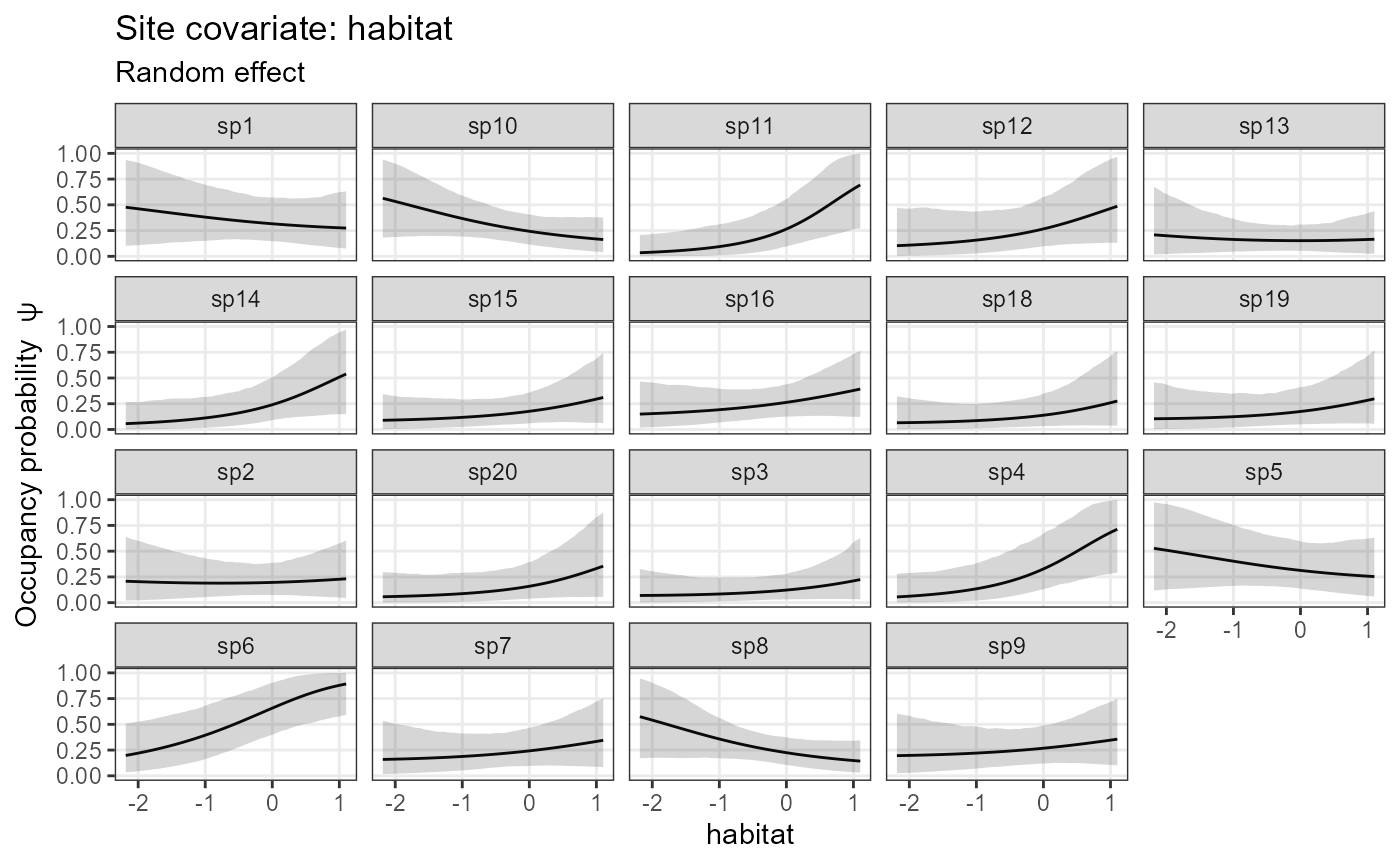 Site covariate: habitat
Random effect
sp1 sp10 sp11 sp12 sp13
1.00
0.75
0.50
0.25
0.00
sp14 sp15 sp16 sp18 sp19
1.00
0.75
0.50
0.25
0.00
sp2 sp20 sp3 sp4 sp5
1.00
0.75
0.50
0.25
0.00
-2 -1 0 1
sp6 sp7 sp8 sp9
1.00
0.75
0.50
0.25
0.00
-2 -1 0 1 -2 -1 0 1 -2 -1 0 1 -2 -1 0 1
habitat
Occupancy probability ψ